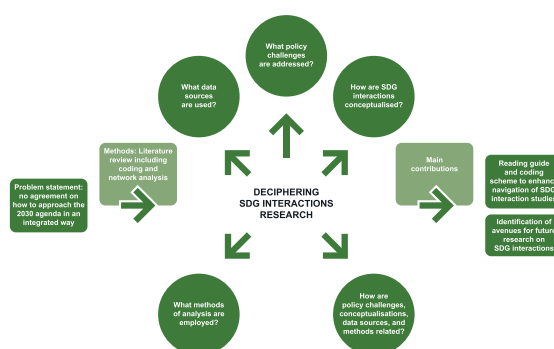 What policy
challenges
are addressed?
What data
sources
are used?
How are SDG
interactions
conceptualised?
Methods: Literature
review including
coding and
network analysis
Main
contributions
Problem statement:
no agreement on
how to approach the
2030 agenda in an
integrated way
DECIPHERING
SDG INTERACTIONS
RESEARCH
Reading guide
and coding
scheme to enhance
navigation of SDG
interaction studies
Identification of
avenues for future
research on
SDG interactions
What methods
of analysis are
employed?
How are
policy challenges,
conceptualisations,
data sources, and
methods related?